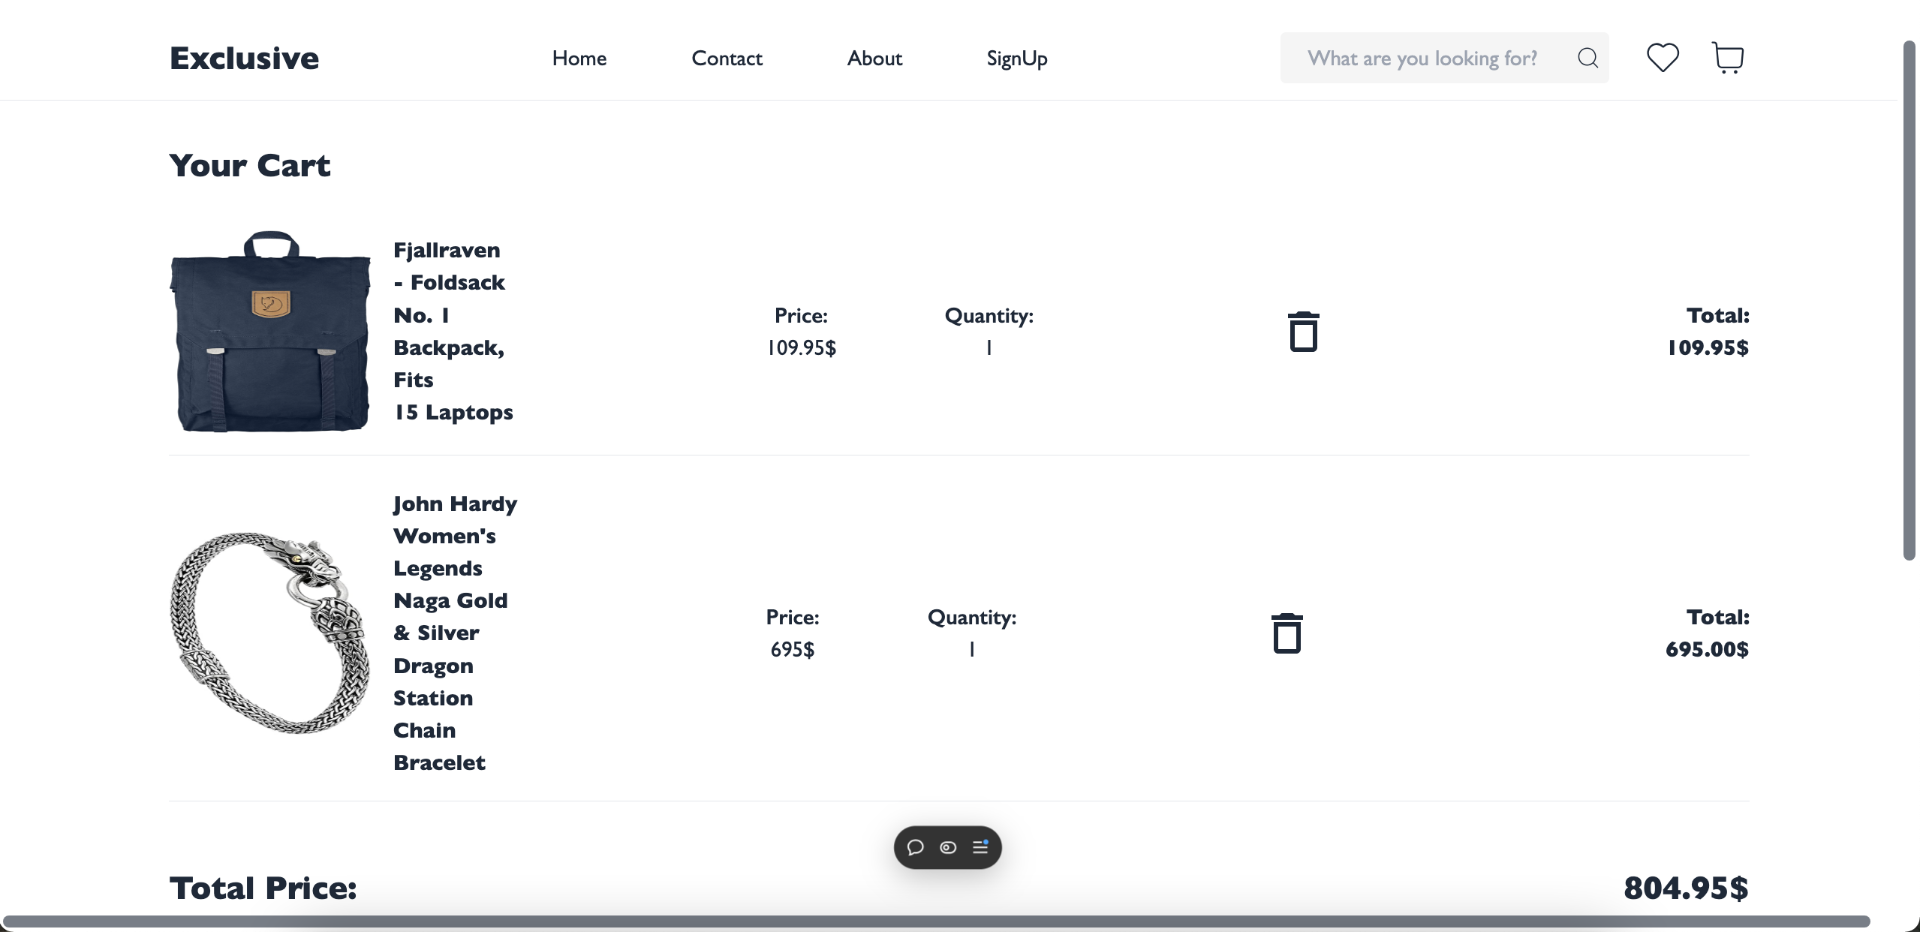 Exclusive
Home
Contact
About
SignUp
What are you looking for?
Your Cart
Fjallraven
- Foldsack
No. 1
Backpack,
Fits
15 Laptops
Price:
109.95$
Quantity:
1
Total:
109.95$
John Hardy
Women's
Legends
Naga Gold
& Silver
Dragon
Station
Chain
Bracelet
Price:
695$
Quantity:
1
Total:
695.00$
Total Price:
804.95$